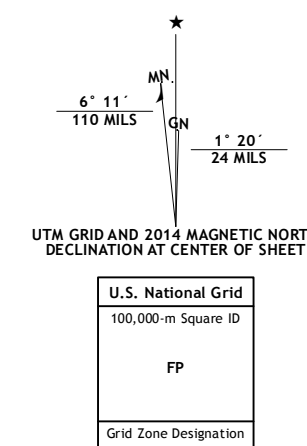 ★
MN.
6° 11´
110 MILS
GN
1° 20´
24 MILS
UTM GRID AND 2014 MAGNETIC NORT
DECLINATION AT CENTER OF SHEET
U.S. National Grid
100,000-m Square ID
FP
Grid Zone Designation